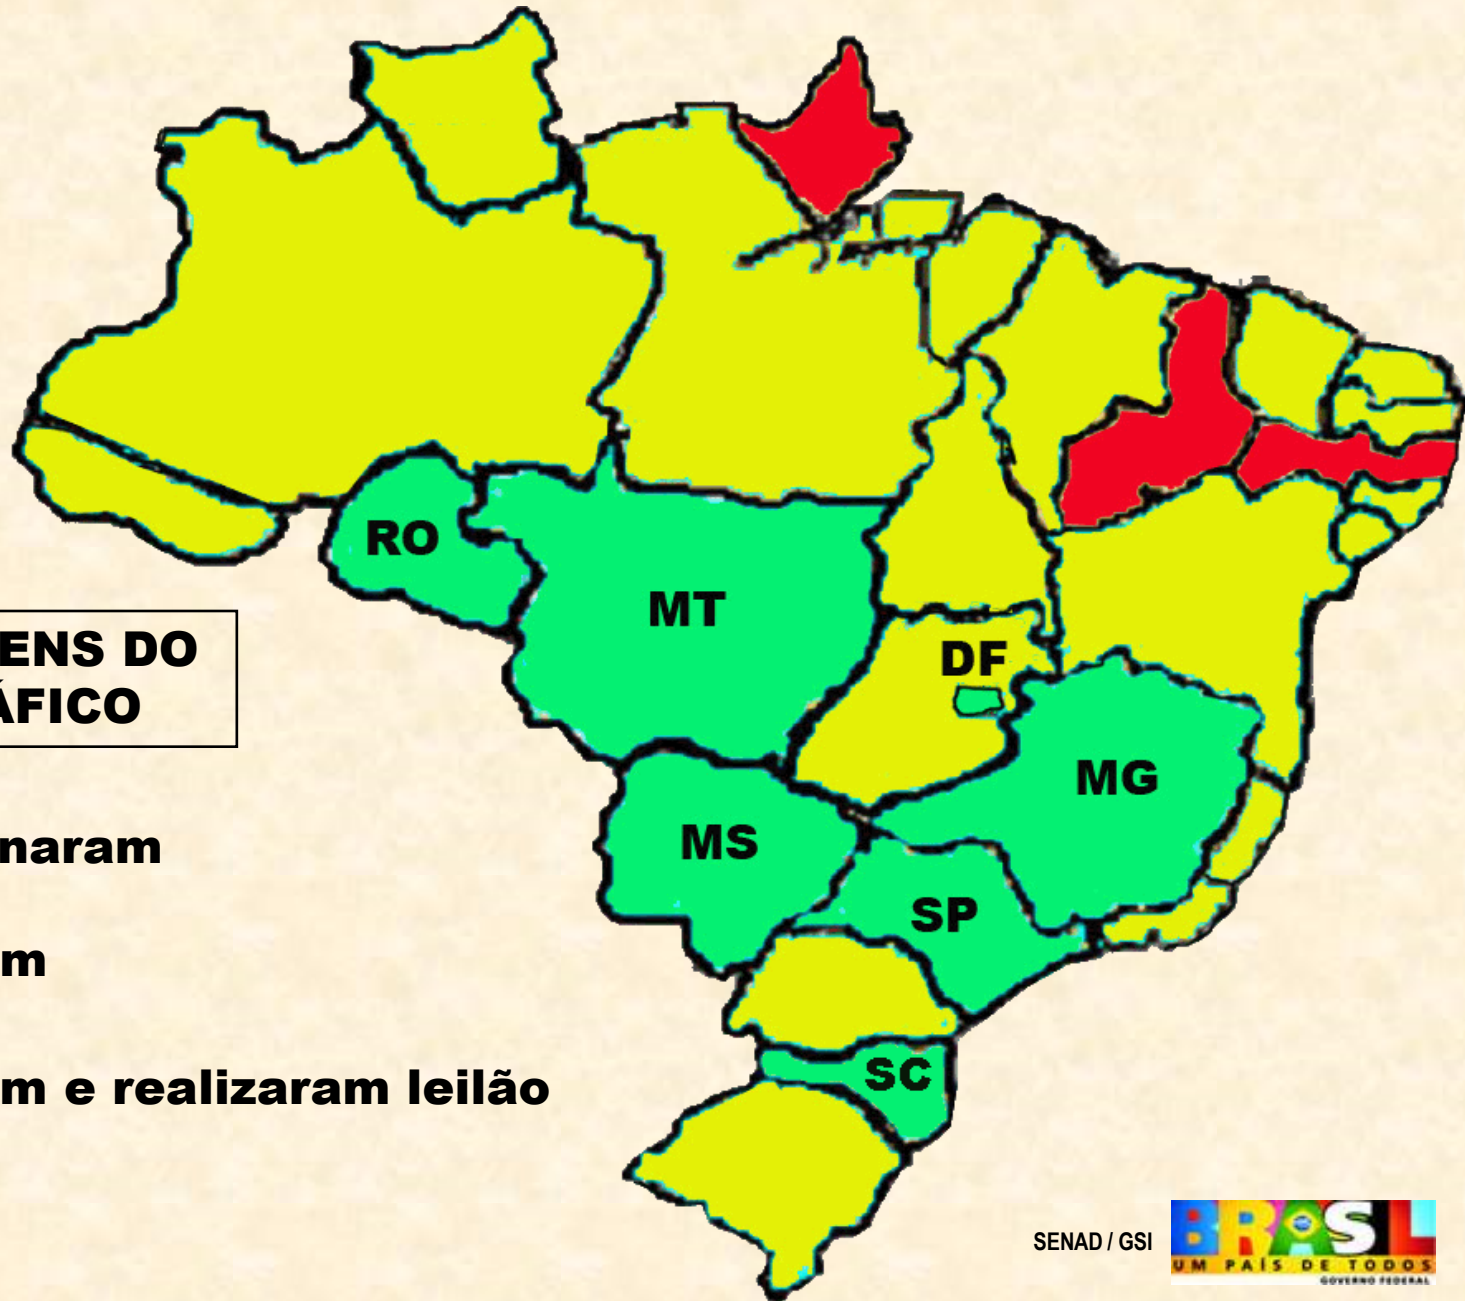 RO
MT
ENS DO
ÁFICO
DF
MG
naram
MS
SP
m
SC
m e realizaram leilão
SENAD / GSI
BRASIL
UM PAÍS DE TODOS
GOVERNO FEDERAL